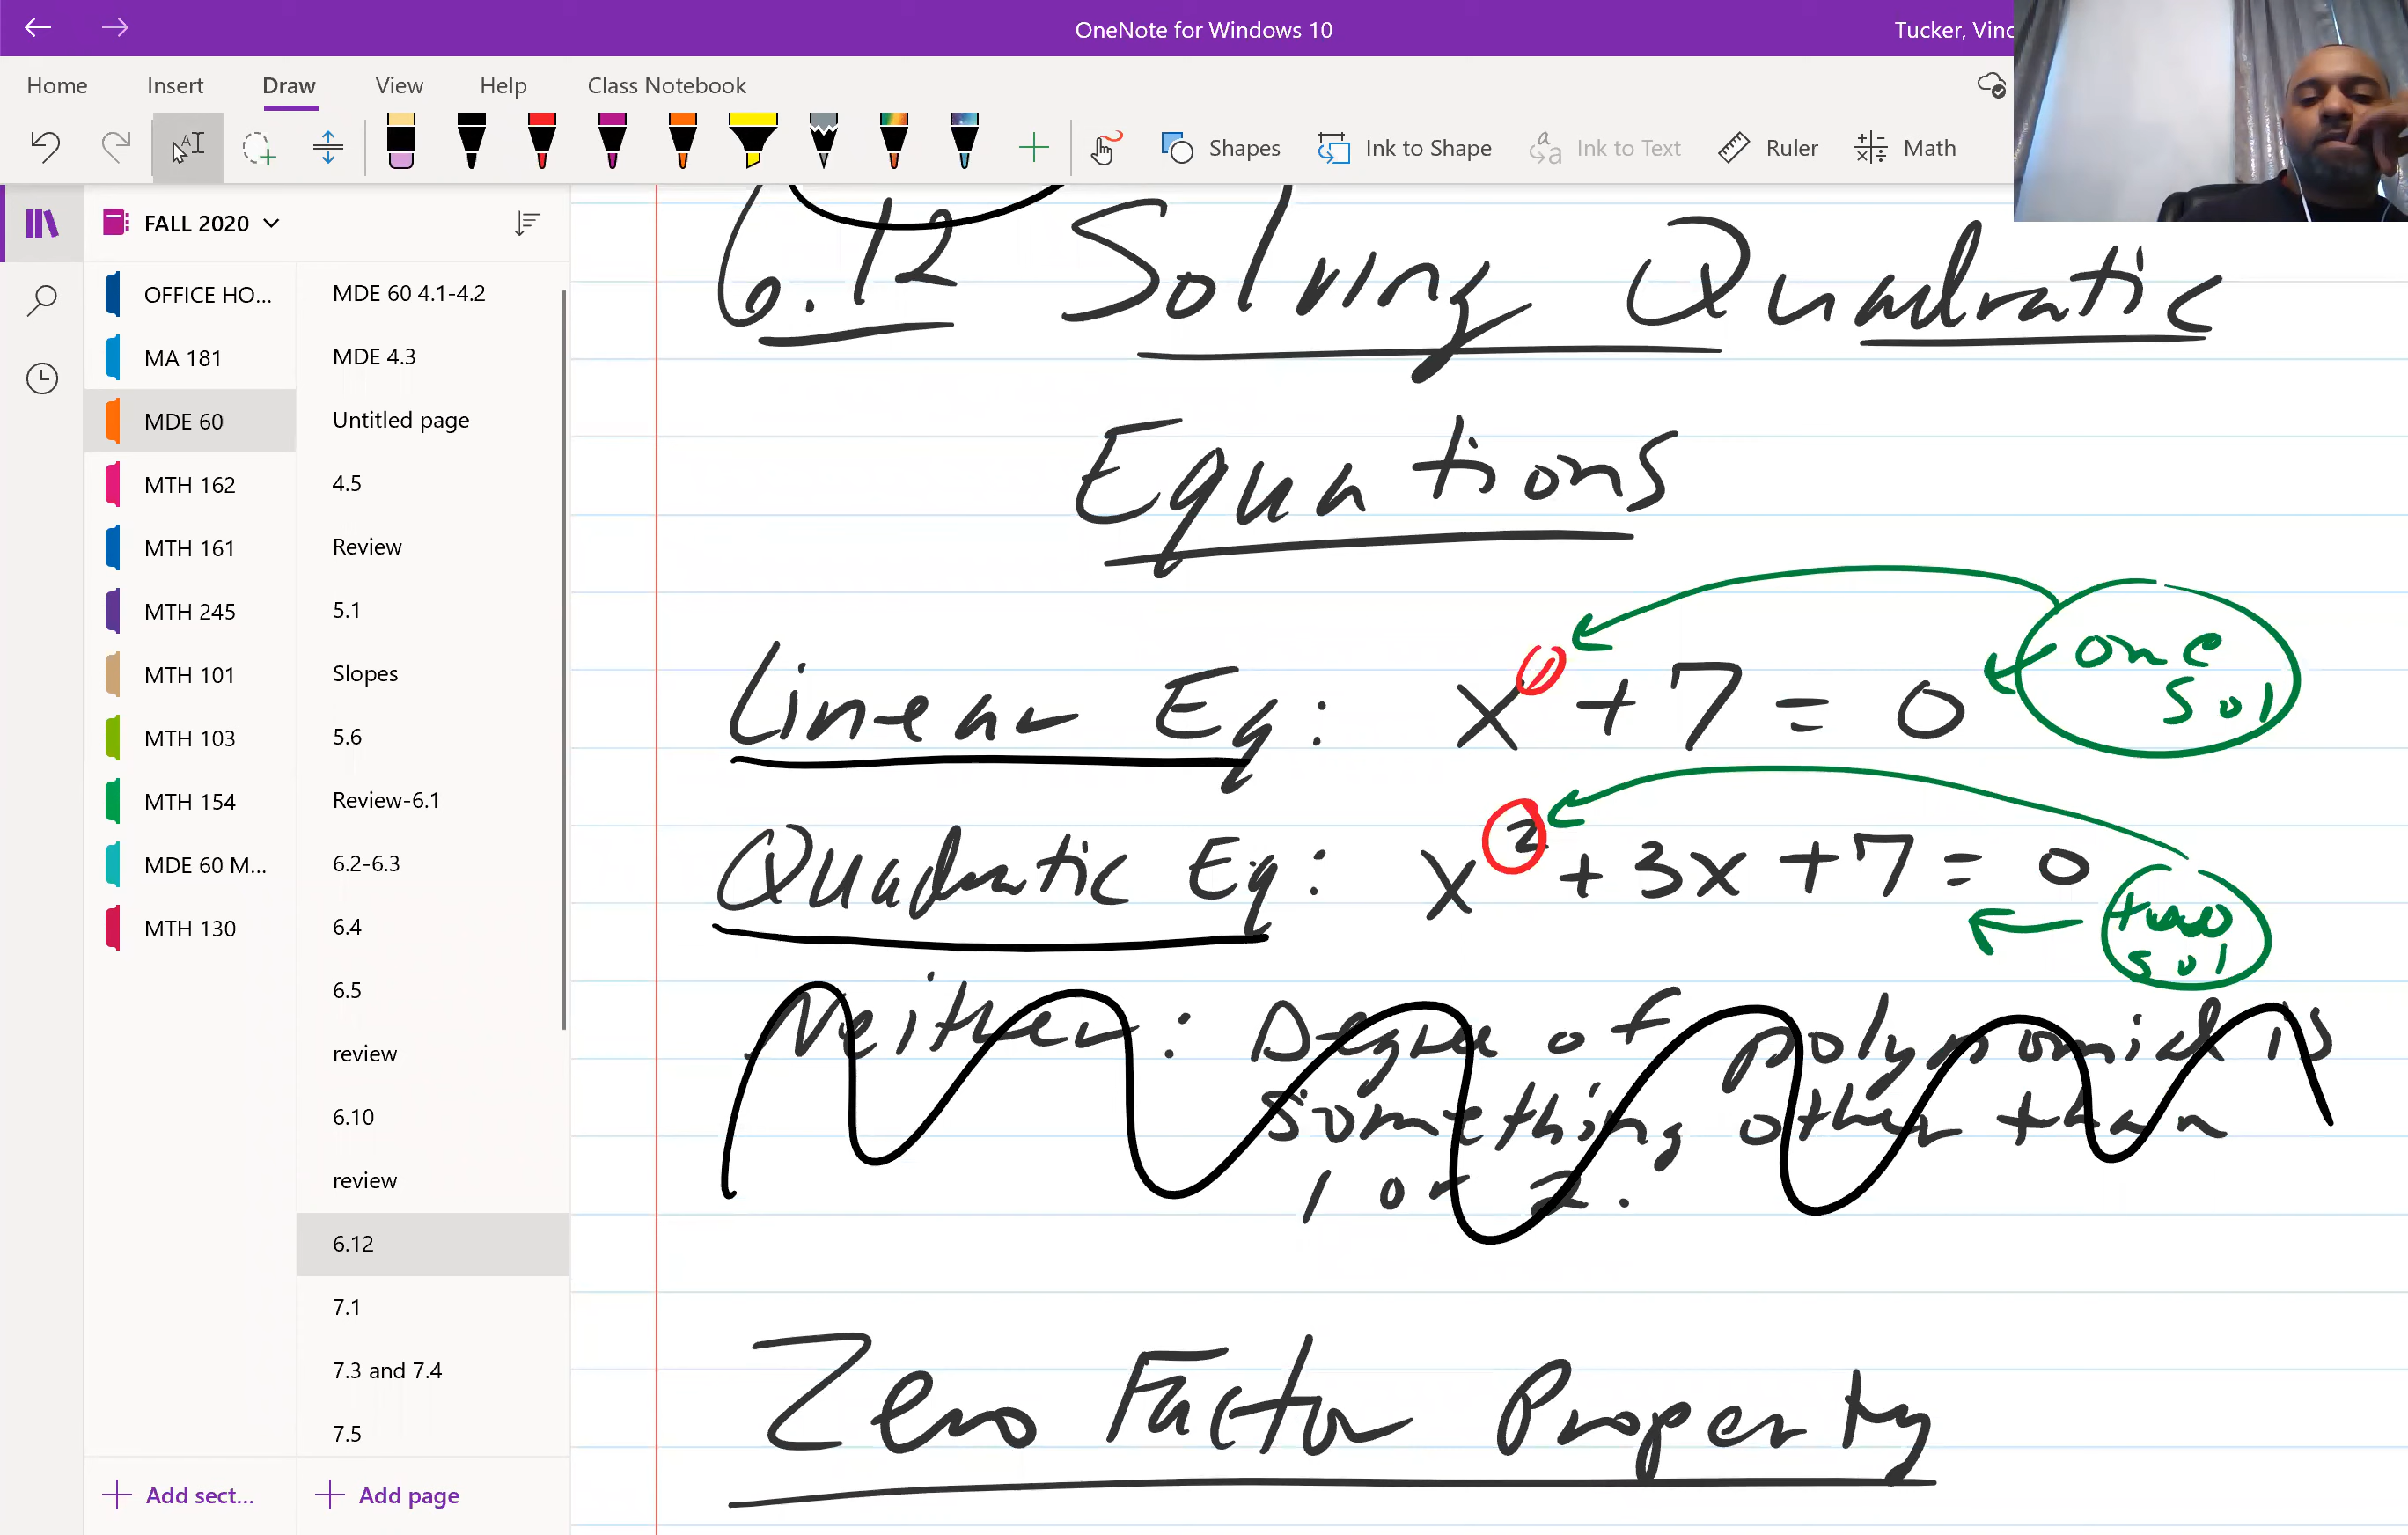 OneNote for Windows 10
Tucker, Vinc
Home Insert Draw View Help Class Notebook
Shapes Ink to Shape Ink to Text Ruler Math
FALL 2020
OFFICE HO...
MA 181
MDE 60
MTH 162
MTH 161
MTH 245
MTH 101
MTH 103
MTH 154
MDE 60 M...
MTH 130
Add sect...
MDE 60 4.1-4.2
MDE 4.3
Untitled page
4.5
Review
5.1
Slopes
5.6
Review-6.1
6.2-6.3
6.4
6.5
review
6.10
review
6.12
7.1
7.3 and 7.4
7.5
Add page
6.12 Solving Quadratic
Equations
Linear Eq: x¹ + 7 = 0
one
sol
Quadratic Eq: x² + 3x + 7 = 0
two
sol
Neither: Degree of polynomial is
something other than
1 or 2.
Zero Factor Property